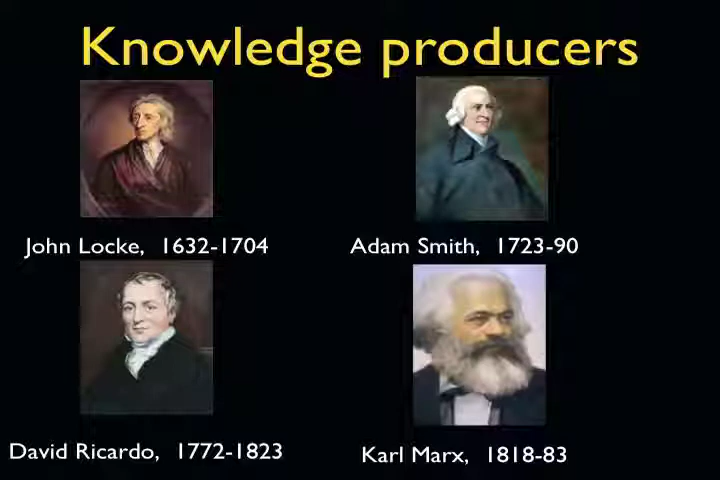 Knowledge producers
John Locke, 1632-1704
Adam Smith, 1723-90
David Ricardo, 1772-1823
Karl Marx, 1818-83